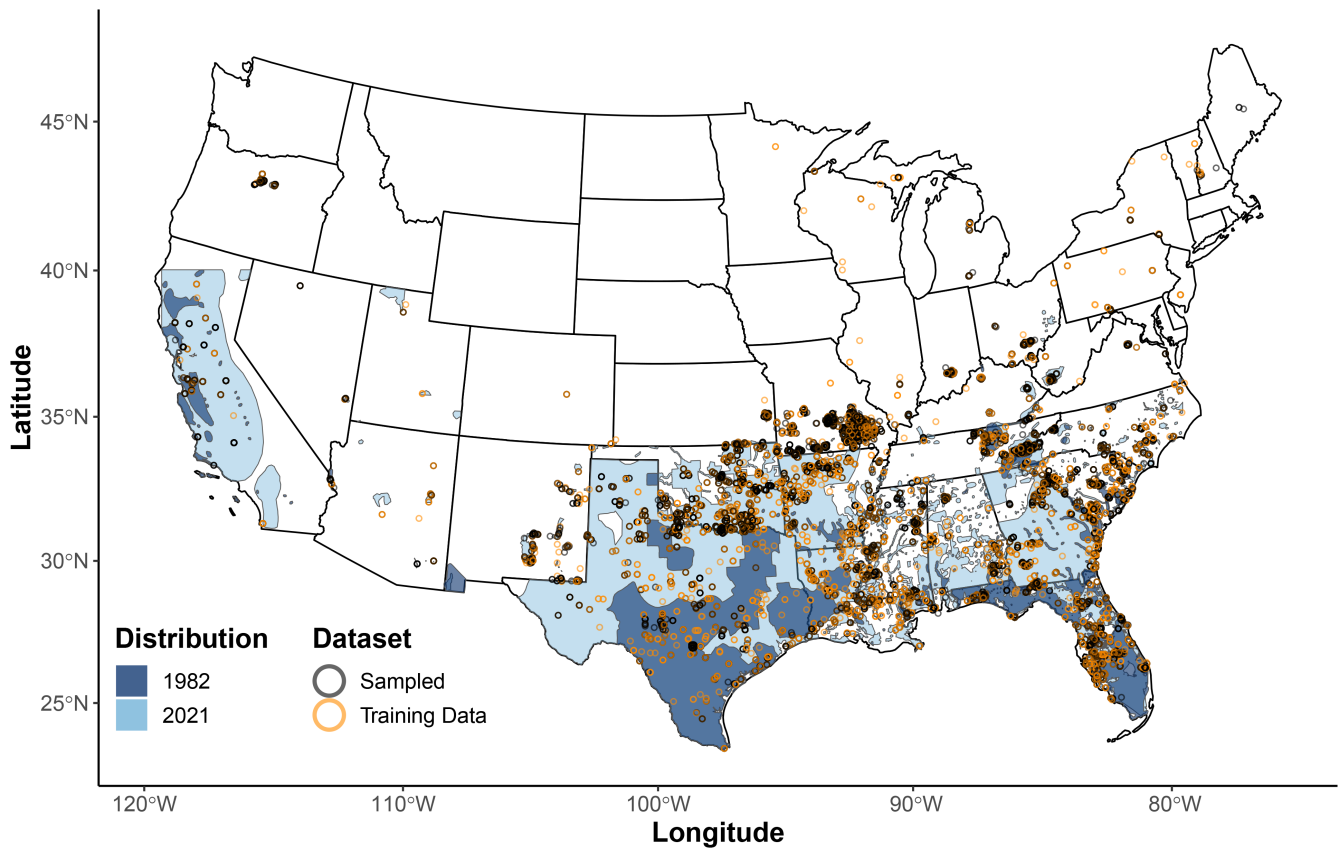 Latitude
45°N
40°N
35°N
30°N
25°N
Distribution
1982
2021
Dataset
Sampled
Training Data
120°W 110°W 100°W 90°W 80°W
Longitude